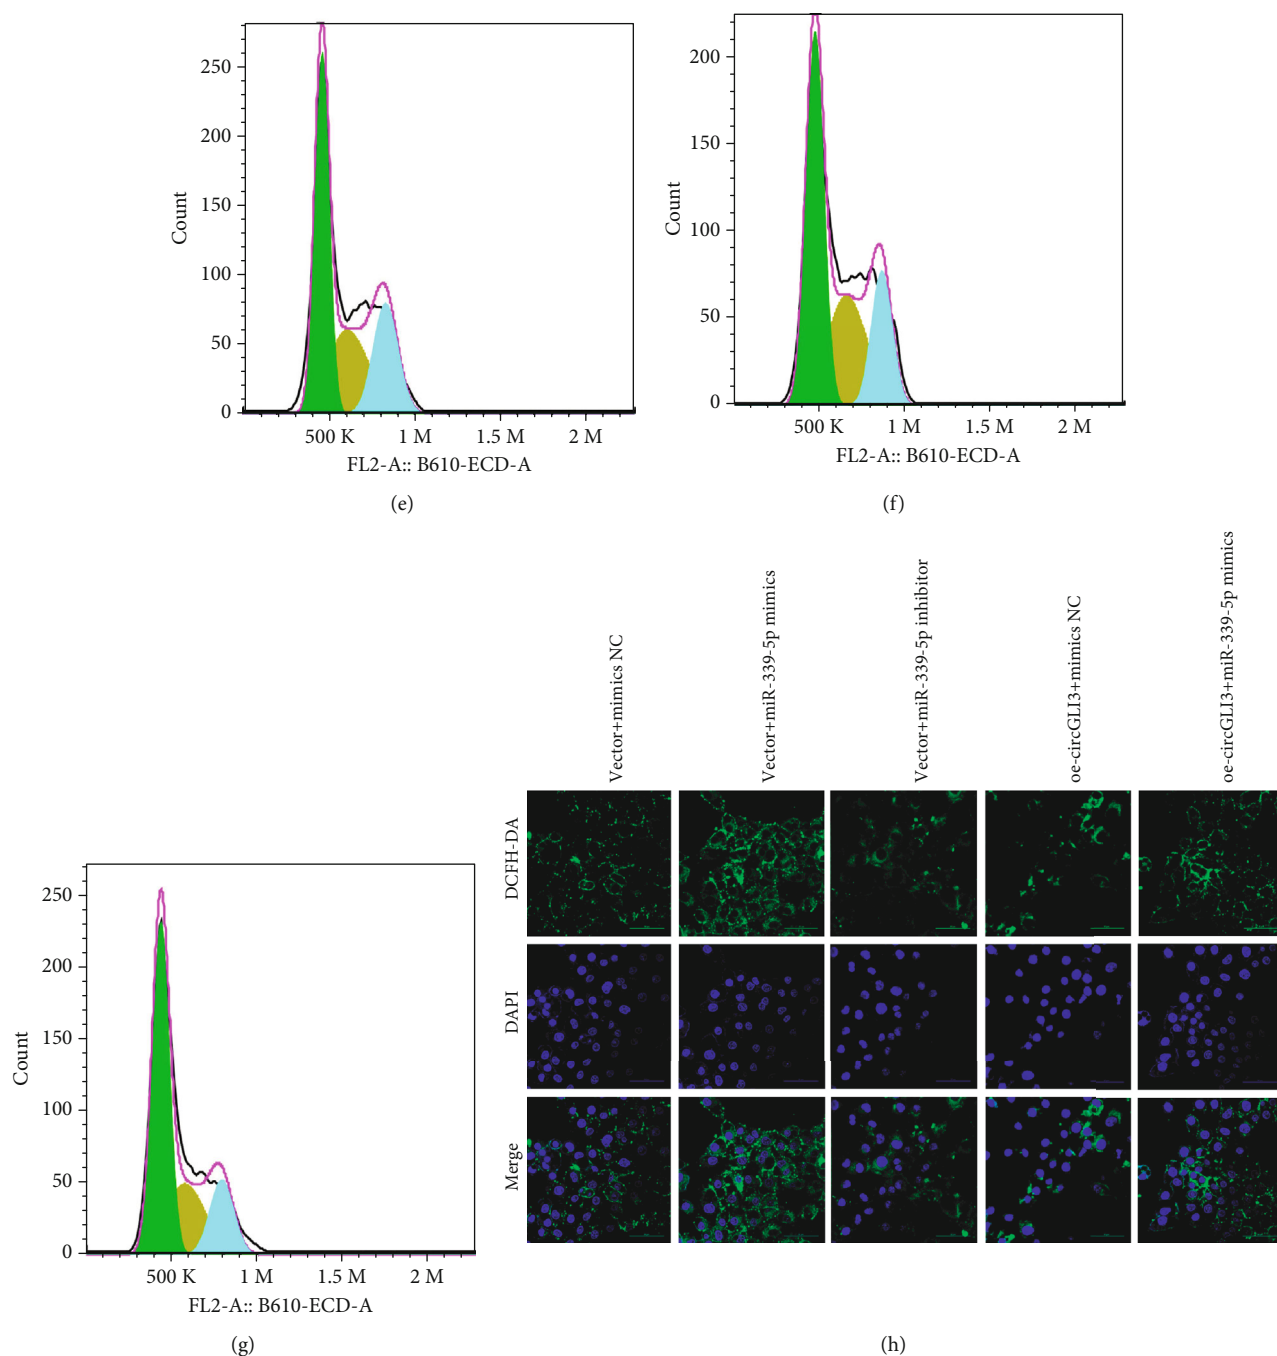 250
200
150
100
50
0
Count
500 K 1 M 1.5 M 2 M
FL2-A:: B610-ECD-A
(e)
200
150
100
50
0
Count
500 K 1 M 1.5 M 2 M
FL2-A:: B610-ECD-A
(f)
250
200
150
100
50
0
Count
500 K 1 M 1.5 M 2 M
FL2-A:: B610-ECD-A
(g)
Vector+mimics NC
Vector+miR-339-5p mimics
Vector+miR-339-5p inhibitor
oe-circGLI3+mimics NC
oe-circGLI3+miR-339-5p mimics
DCFH-DA
DAPI
Merge
(h)